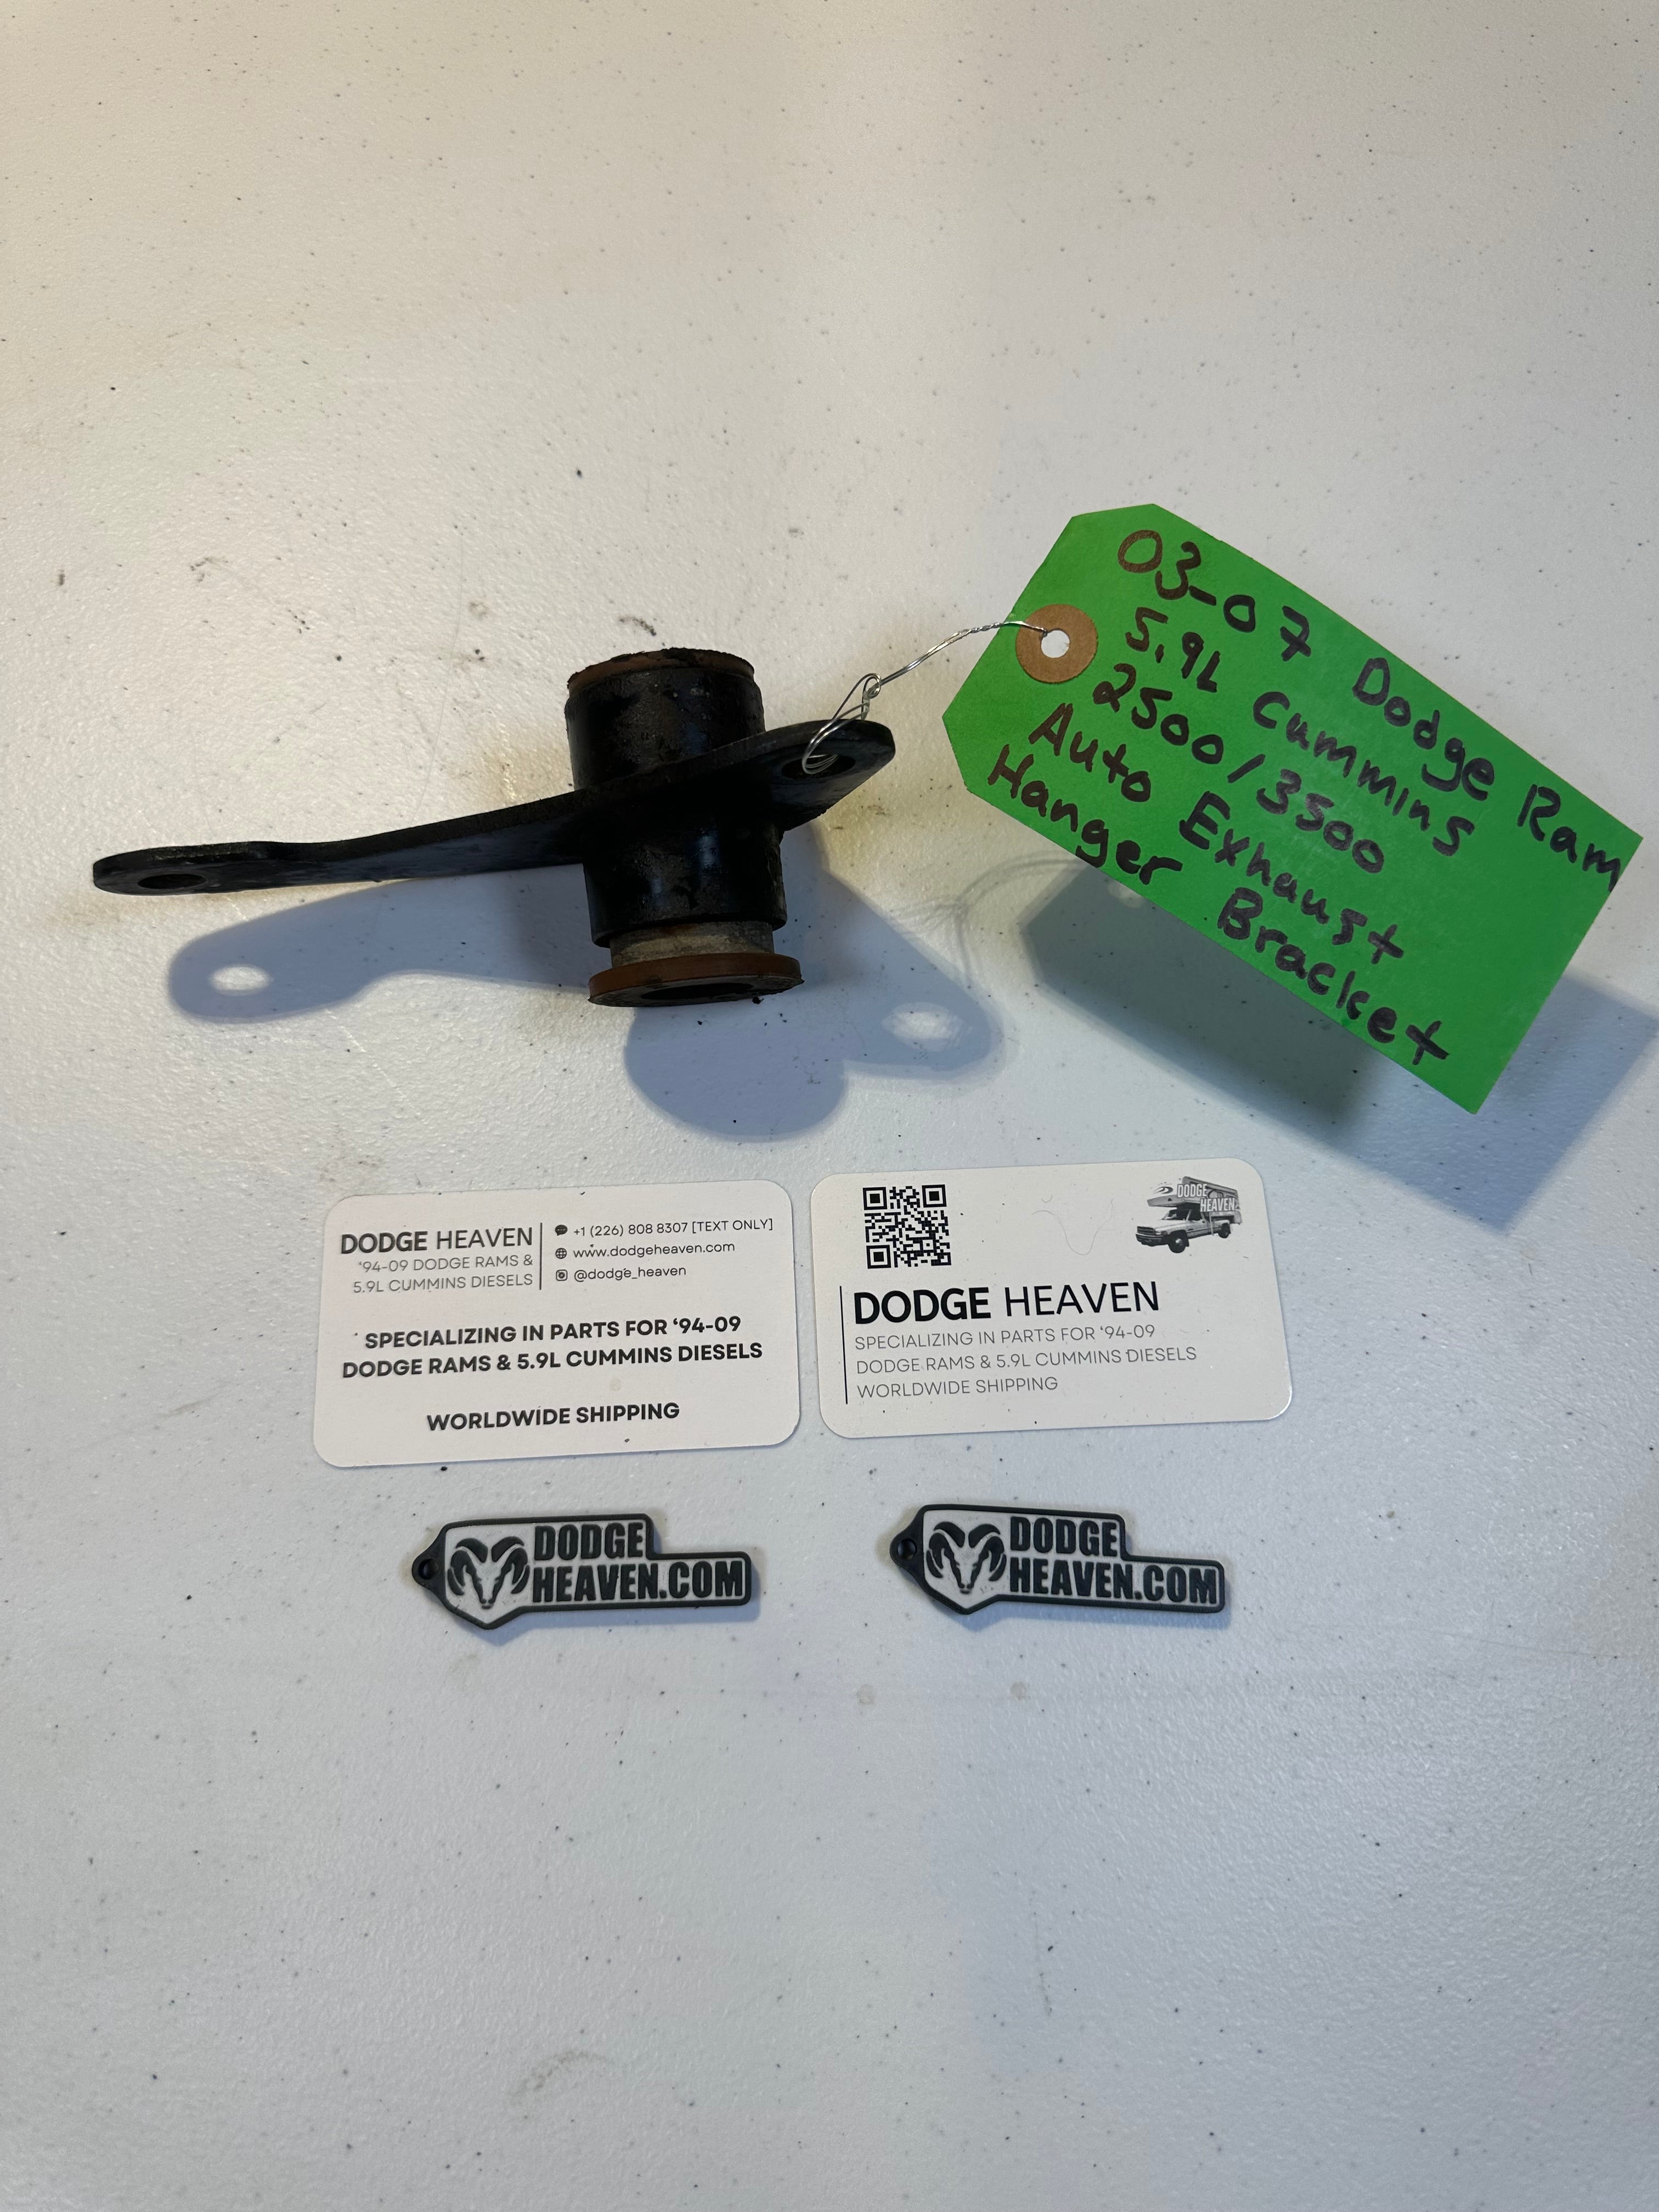 03-07 Dodge Ram
5.9L Cummins
2500/3500
Auto Exhaust
Hanger Bracket
DODGE HEAVEN
'94-09 DODGE RAMS &
5.9L CUMMINS DIESELS
+1 (226) 808 8307 [TEXT ONLY]
www.dodgeheaven.com
@dodge_heaven
SPECIALIZING IN PARTS FOR ‘94-09
DODGE RAMS & 5.9L CUMMINS DIESELS
WORLDWIDE SHIPPING
DODGE
HEAVEN
DODGE HEAVEN
SPECIALIZING IN PARTS FOR ‘94-09
DODGE RAMS & 5.9L CUMMINS DIESELS
WORLDWIDE SHIPPING
DODGE
HEAVEN.COM
DODGE
HEAVEN.COM